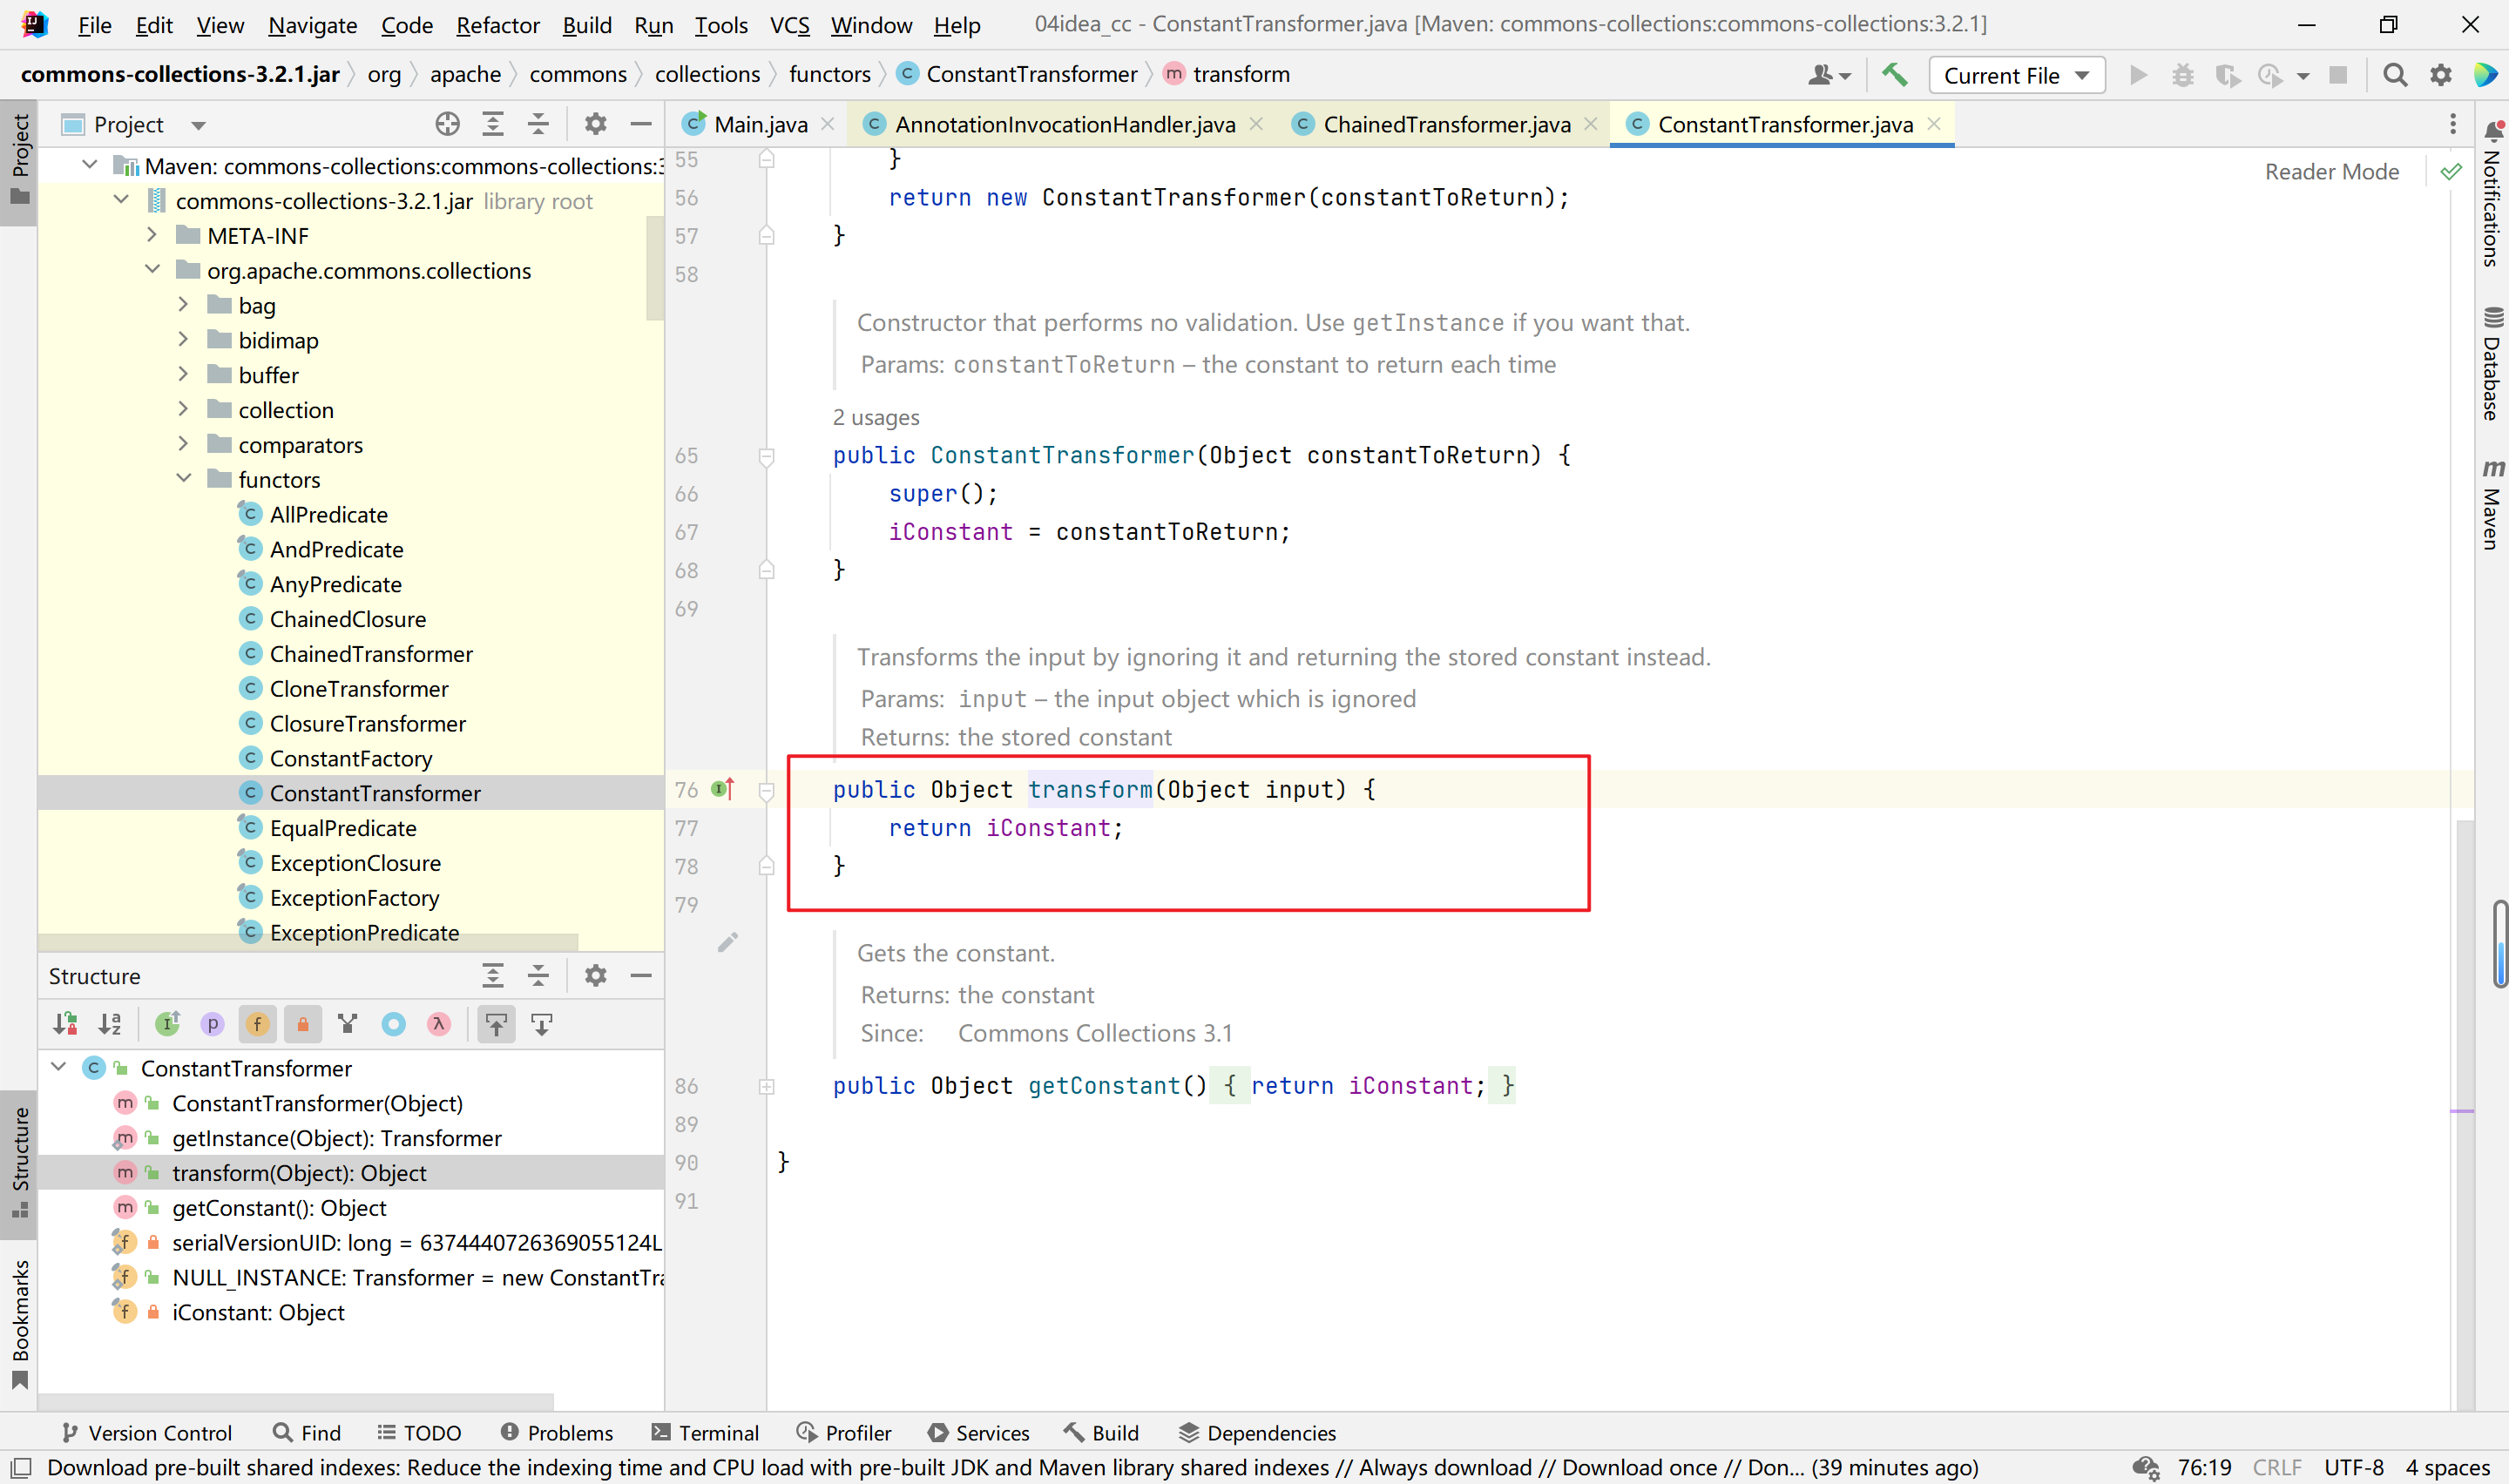 File Edit View Navigate Code Refactor Build Run Tools VCS Window Help 04idea_cc - ConstantTransformer.java [Maven: commons-collections:commons-collections:3.2.1]
commons-collections-3.2.1.jar org apache commons collections functors ConstantTransformer transform Current File
Project
Main.java AnnotationInvocationHandler.java ChainedTransformer.java ConstantTransformer.java
Project
Structure
Bookmarks
Maven: commons-collections:commons-collections:3
commons-collections-3.2.1.jar library root
META-INF
org.apache.commons.collections
bag
bidimap
buffer
collection
comparators
functors
AllPredicate
AndPredicate
AnyPredicate
ChainedClosure
ChainedTransformer
CloneTransformer
ClosureTransformer
ConstantFactory
ConstantTransformer
EqualPredicate
ExceptionClosure
ExceptionFactory
ExceptionPredicate
Structure
ConstantTransformer
ConstantTransformer(Object)
getInstance(Object): Transformer
transform(Object): Object
getConstant(): Object
serialVersionUID: long = 6374440726369055124L
NULL_INSTANCE: Transformer = new ConstantTra
iConstant: Object
Reader Mode
55 }
56 return new ConstantTransformer(constantToReturn);
57 }
58
Constructor that performs no validation. Use getInstance if you want that.
Params: constantToReturn – the constant to return each time
2 usages
65 public ConstantTransformer(Object constantToReturn) {
66 super();
67 iConstant = constantToReturn;
68 }
69
Transforms the input by ignoring it and returning the stored constant instead.
Params: input – the input object which is ignored
Returns: the stored constant
76 public Object transform(Object input) {
77 return iConstant;
78 }
79
Gets the constant.
Returns: the constant
Since: Commons Collections 3.1
86 public Object getConstant() { return iConstant; }
89
90 }
91
Notifications
Database
Maven
Version Control Find TODO Problems Terminal Profiler Services Build Dependencies
Download pre-built shared indexes: Reduce the indexing time and CPU load with pre-built JDK and Maven library shared indexes // Always download // Download once // Don... (39 minutes ago) 76:19 CRLF UTF-8 4 spaces